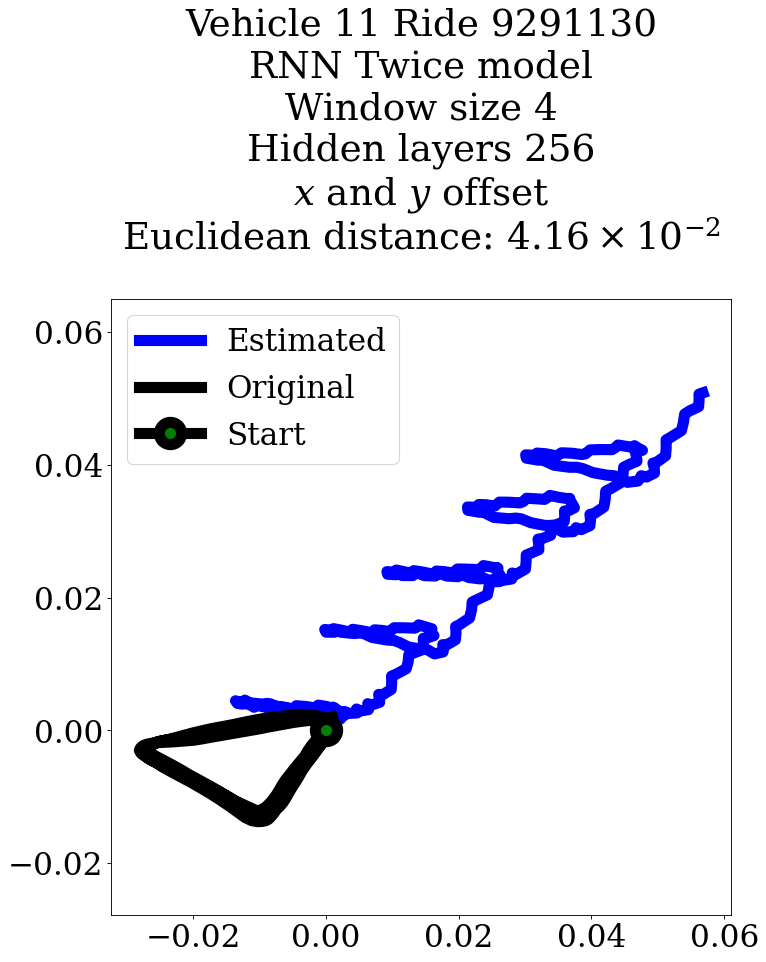 Vehicle 11 Ride 9291130
RNN Twice model
Window size 4
Hidden layers 256
x and y offset
Euclidean distance: 4.16 × 10⁻²
Estimated
Original
Start
0.06
0.04
0.02
0.00
−0.02
−0.02 0.00 0.02 0.04 0.06